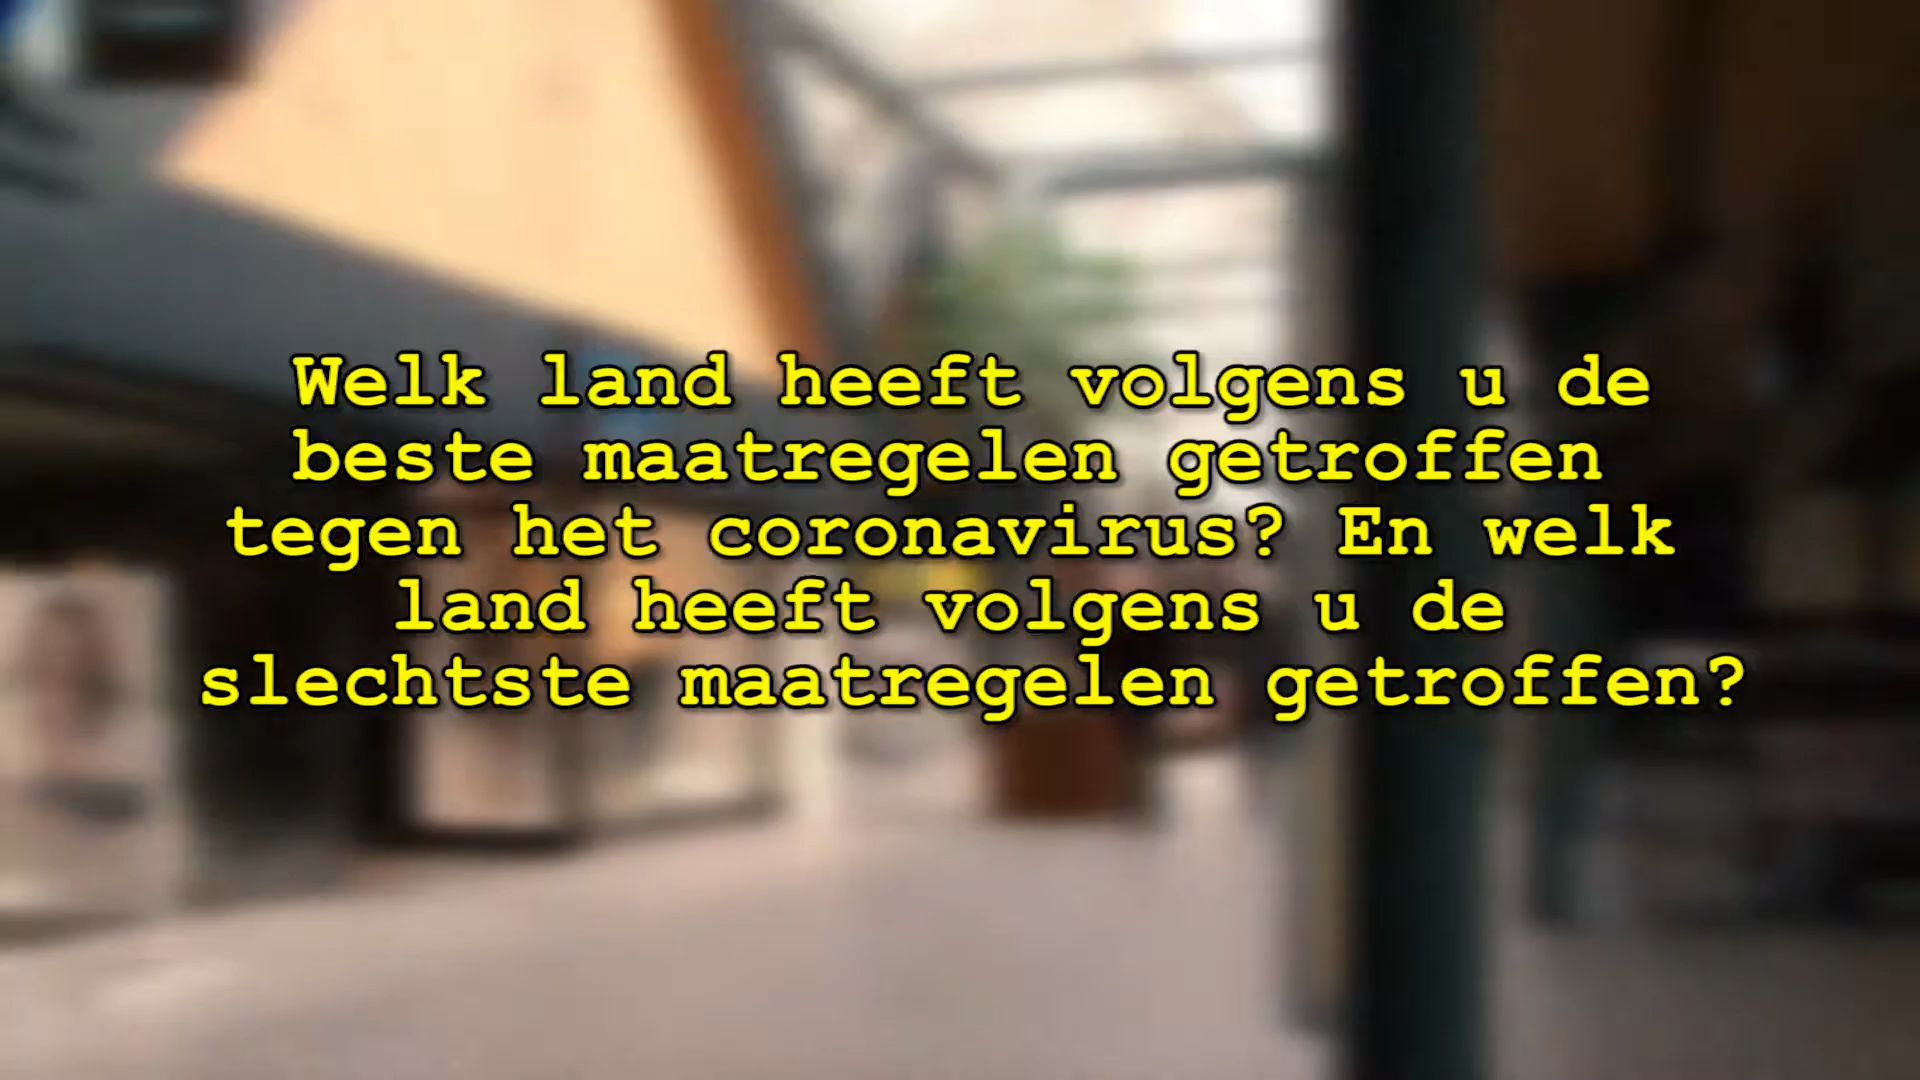 Welk land heeft volgens u de
beste maatregelen getroffen
tegen het coronavirus? En welk
land heeft volgens u de
slechtste maatregelen getroffen?